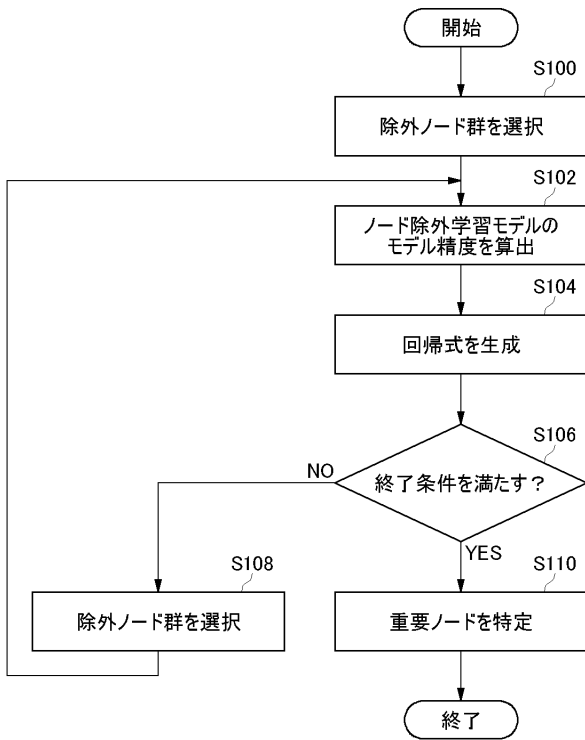 開始
S100
除外ノード群を選択
S102
ノード除外学習モデルの
モデル精度を算出
S104
回帰式を生成
S106
終了条件を満たす？
NO
YES
S108
除外ノード群を選択
S110
重要ノードを特定
終了